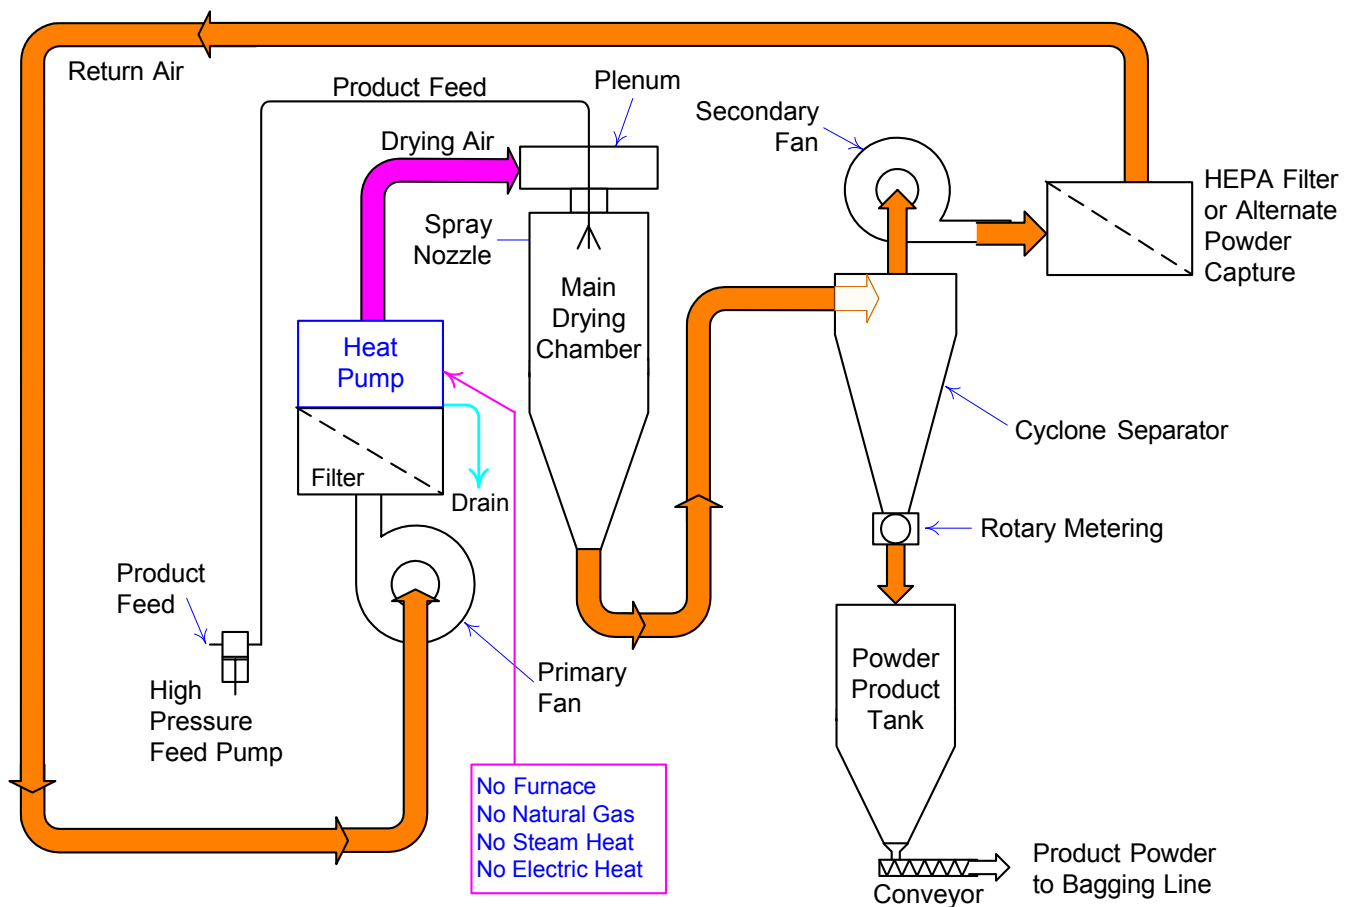 Return Air
Product Feed
Plenum
Drying Air
Secondary
Fan
HEPA Filter
or Alternate
Powder
Capture
Spray
Nozzle
Main
Drying
Chamber
Heat
Pump
Filter
Drain
Cyclone Separator
Rotary Metering
Product
Feed
High
Pressure
Feed Pump
Primary
Fan
Powder
Product
Tank
No Furnace
No Natural Gas
No Steam Heat
No Electric Heat
Conveyor
Product Powder
to Bagging Line